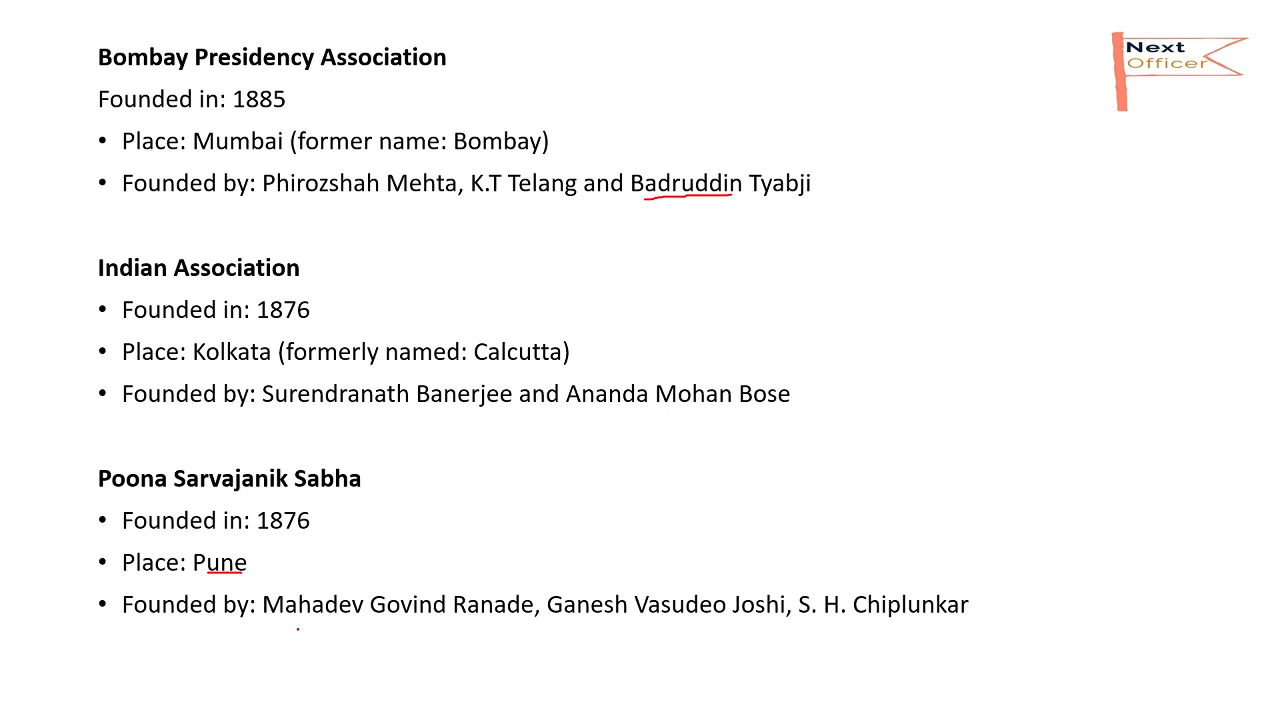 Next
Officer
Bombay Presidency Association
Founded in: 1885
• Place: Mumbai (former name: Bombay)
• Founded by: Phirozshah Mehta, K.T Telang and Badruddin Tyabji
Indian Association
• Founded in: 1876
• Place: Kolkata (formerly named: Calcutta)
• Founded by: Surendranath Banerjee and Ananda Mohan Bose
Poona Sarvajanik Sabha
• Founded in: 1876
• Place: Pune
• Founded by: Mahadev Govind Ranade, Ganesh Vasudeo Joshi, S. H. Chiplunkar